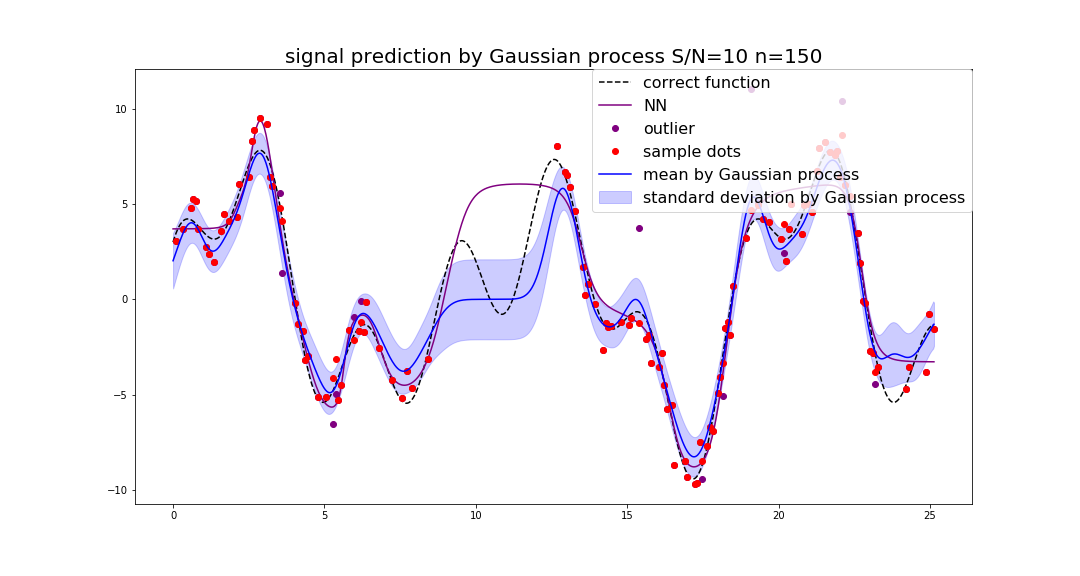 signal prediction by Gaussian process S/N=10 n=150
correct function
NN
outlier
sample dots
mean by Gaussian process
standard deviation by Gaussian process
10
5
0
−5
−10
0 5 10 15 20 25